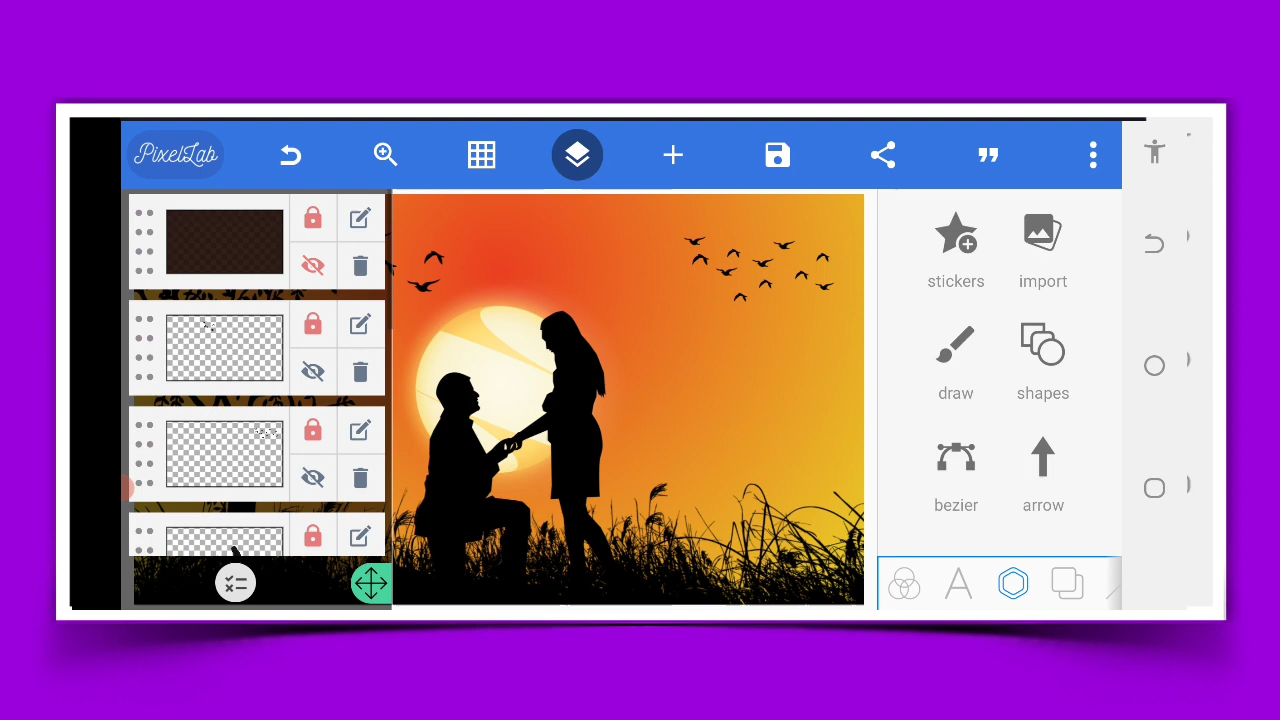 PixelLab
stickers
import
draw
shapes
bezier
arrow